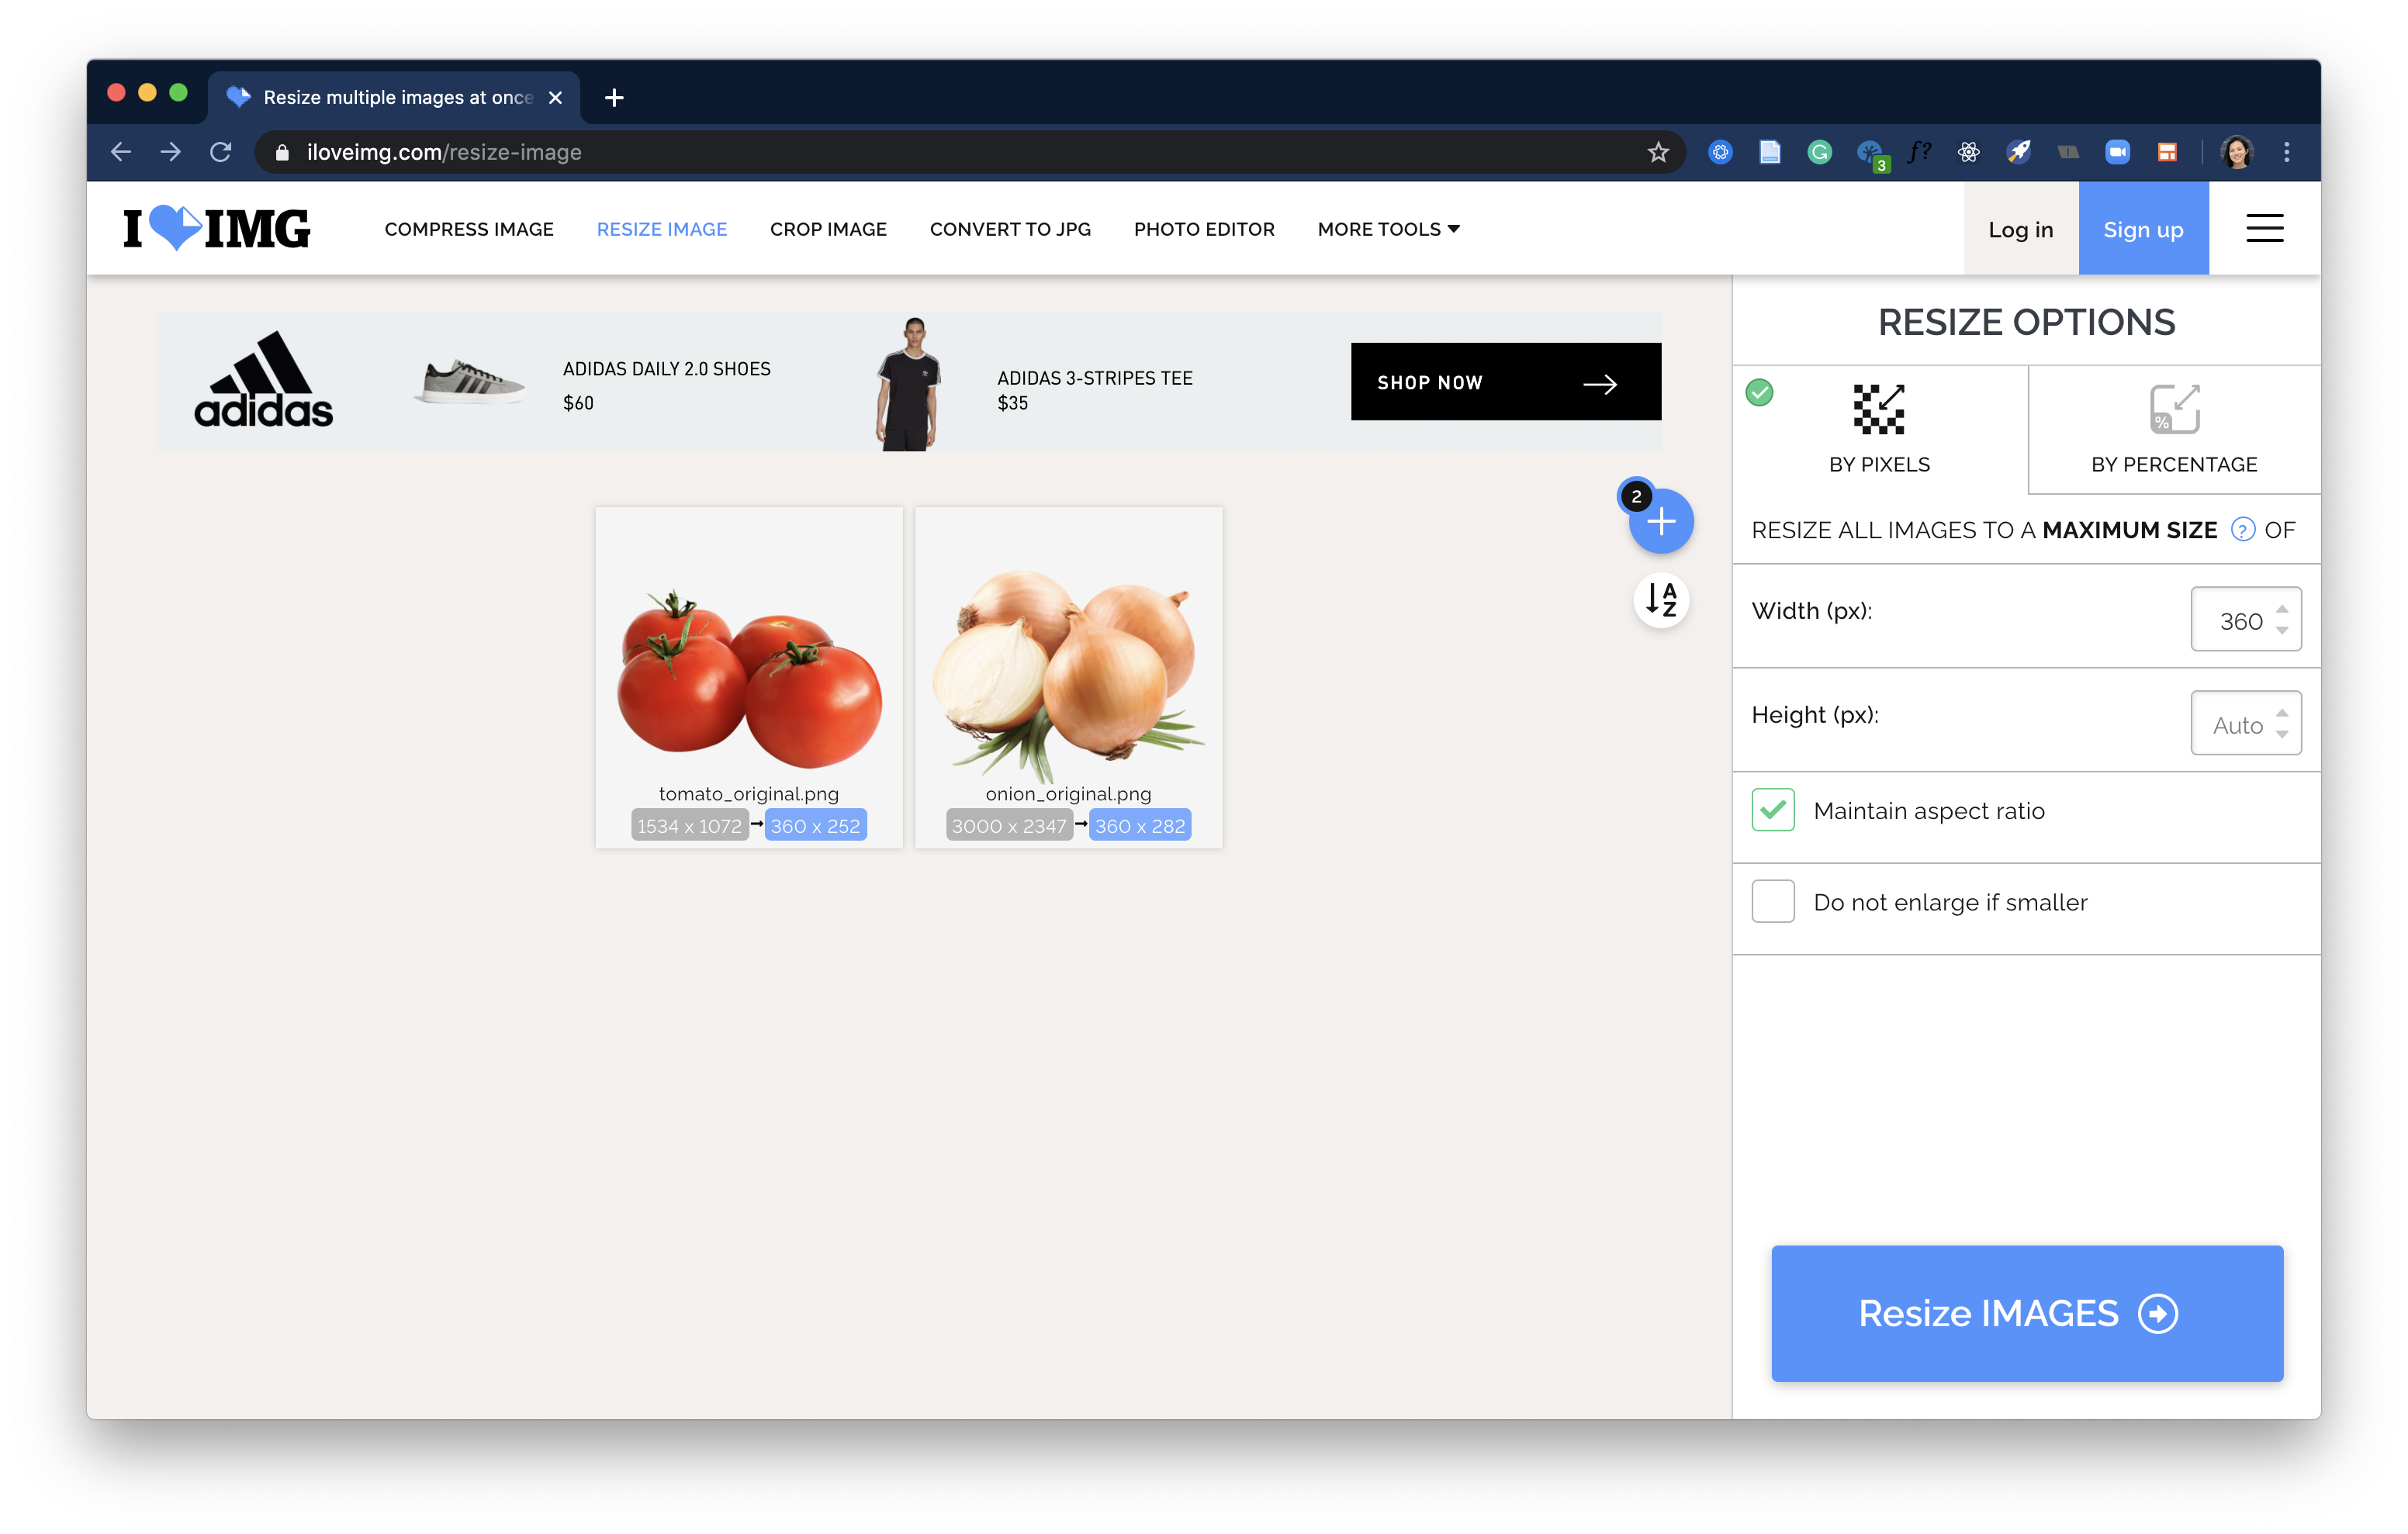 Resize multiple images at once
iloveimg.com/resize-image
3
f?
I IMG
COMPRESS IMAGE
RESIZE IMAGE
CROP IMAGE
CONVERT TO JPG
PHOTO EDITOR
MORE TOOLS
Log in
Sign up
adidas
ADIDAS DAILY 2.0 SHOES
$60
ADIDAS 3-STRIPES TEE
$35
SHOP NOW
2
A
Z
tomato_original.png
1534 x 1072
360 x 252
onion_original.png
3000 x 2347
360 x 282
RESIZE OPTIONS
BY PIXELS
%
BY PERCENTAGE
RESIZE ALL IMAGES TO A MAXIMUM SIZE ? OF
Width (px):
360
Height (px):
Auto
Maintain aspect ratio
Do not enlarge if smaller
Resize IMAGES